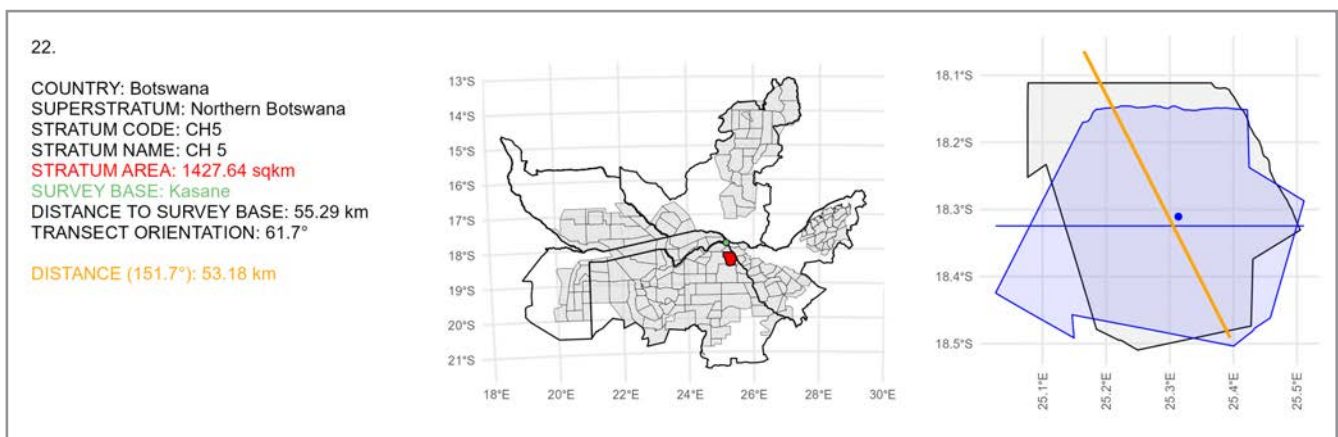 22.
COUNTRY: Botswana
SUPERSTRATUM: Northern Botswana
STRATUM CODE: CH5
STRATUM NAME: CH 5
STRATUM AREA: 1427.64 sqkm
SURVEY BASE: Kasane
DISTANCE TO SURVEY BASE: 55.29 km
TRANSECT ORIENTATION: 61.7°
DISTANCE (151.7°): 53.18 km
13°S
14°S
15°S
16°S
17°S
18°S
19°S
20°S
21°S
18°E
20°E
22°E
24°E
26°E
28°E
30°E
18.1°S
18.2°S
18.3°S
18.4°S
18.5°S
25.1°E
25.2°E
25.3°E
25.4°E
25.5°E